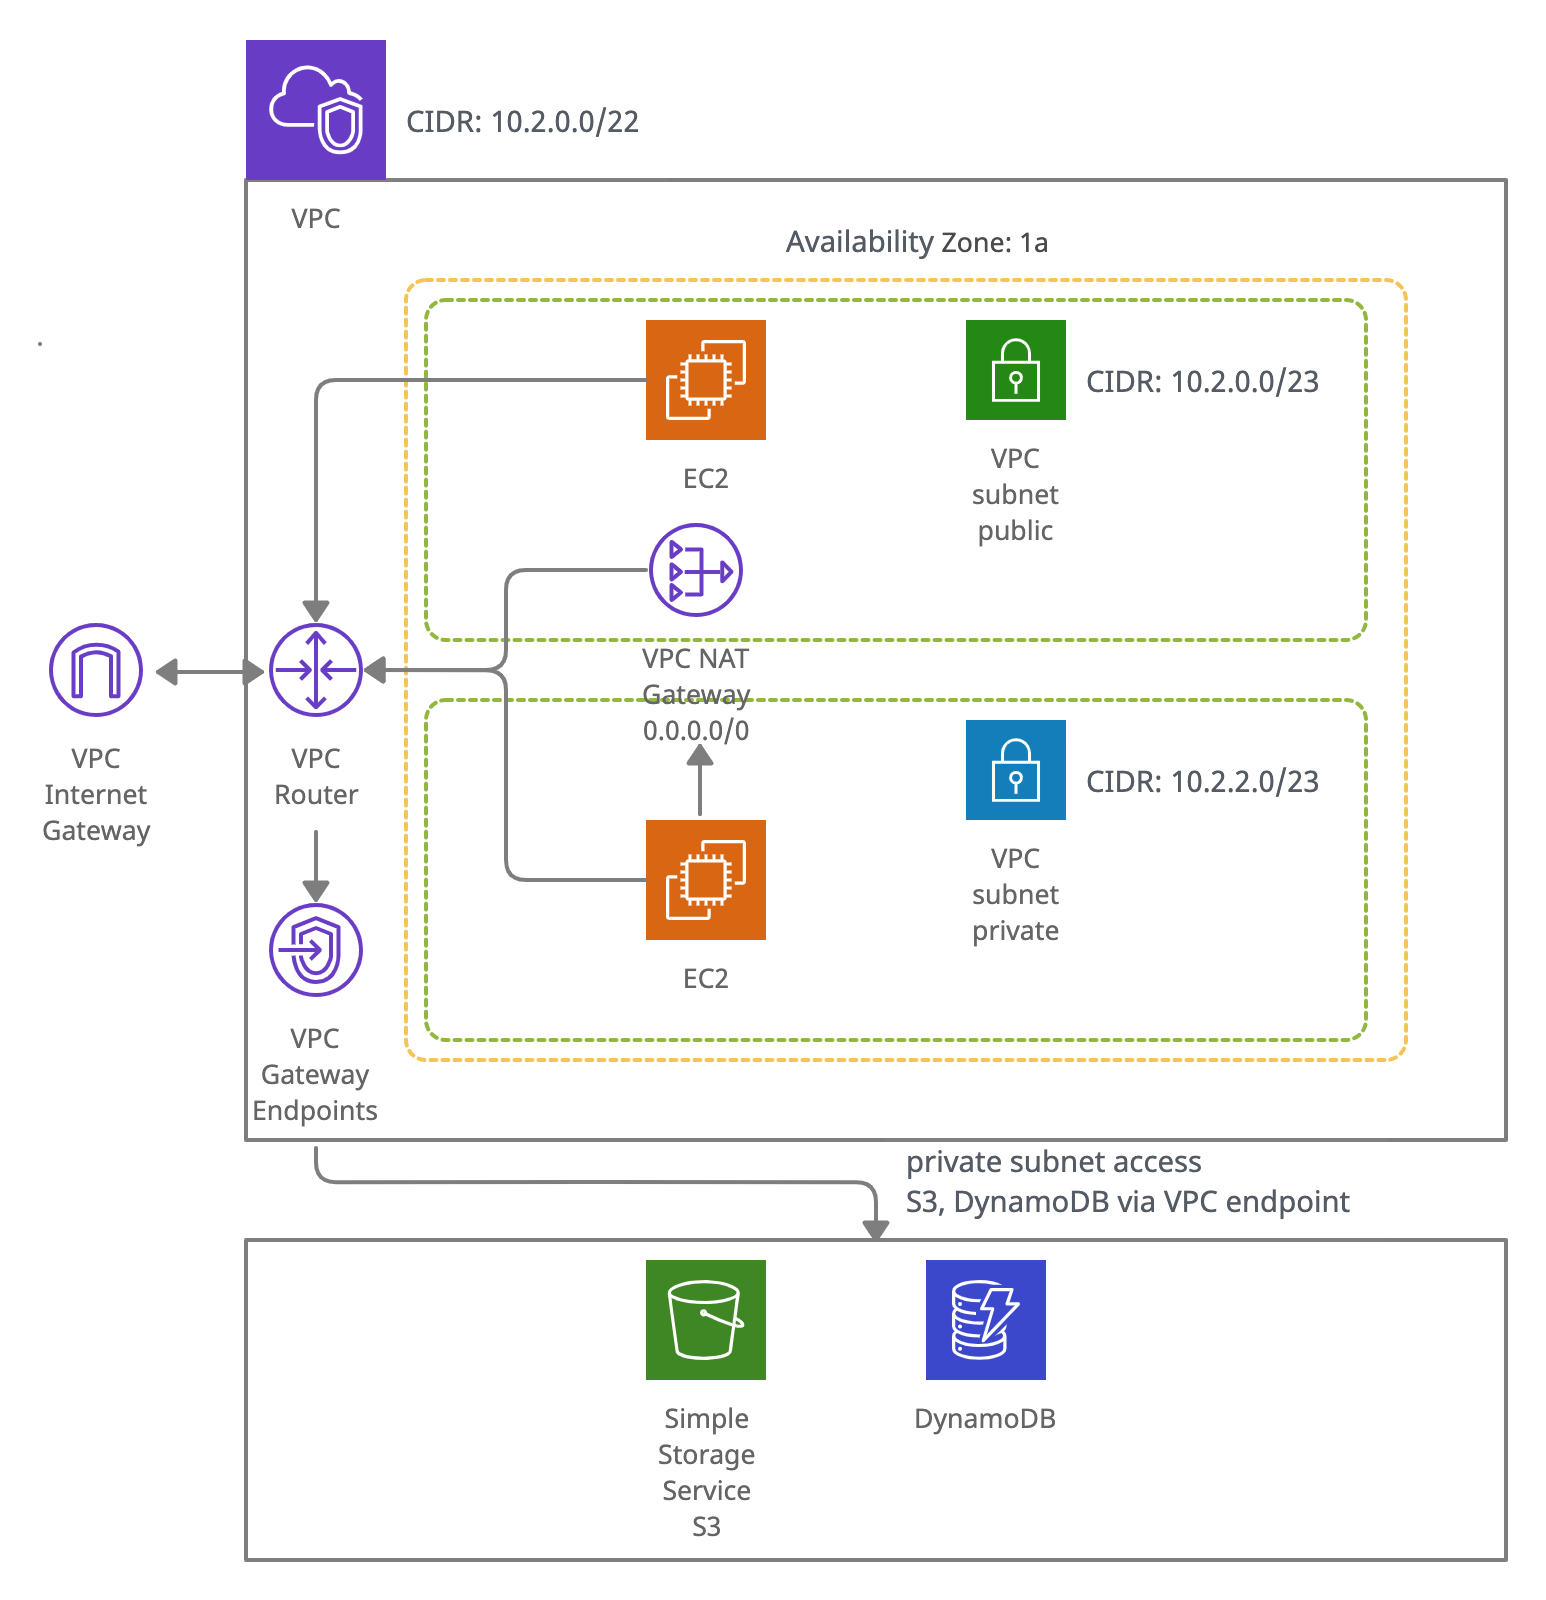 CIDR: 10.2.0.0/22
VPC
Availability Zone: 1a
EC2
CIDR: 10.2.0.0/23
VPC
subnet
public
VPC NAT
Gateway
0.0.0.0/0
VPC
Internet
Gateway
VPC
Router
CIDR: 10.2.2.0/23
VPC
subnet
private
EC2
VPC
Gateway
Endpoints
private subnet access
S3, DynamoDB via VPC endpoint
Simple
Storage
Service
S3
DynamoDB